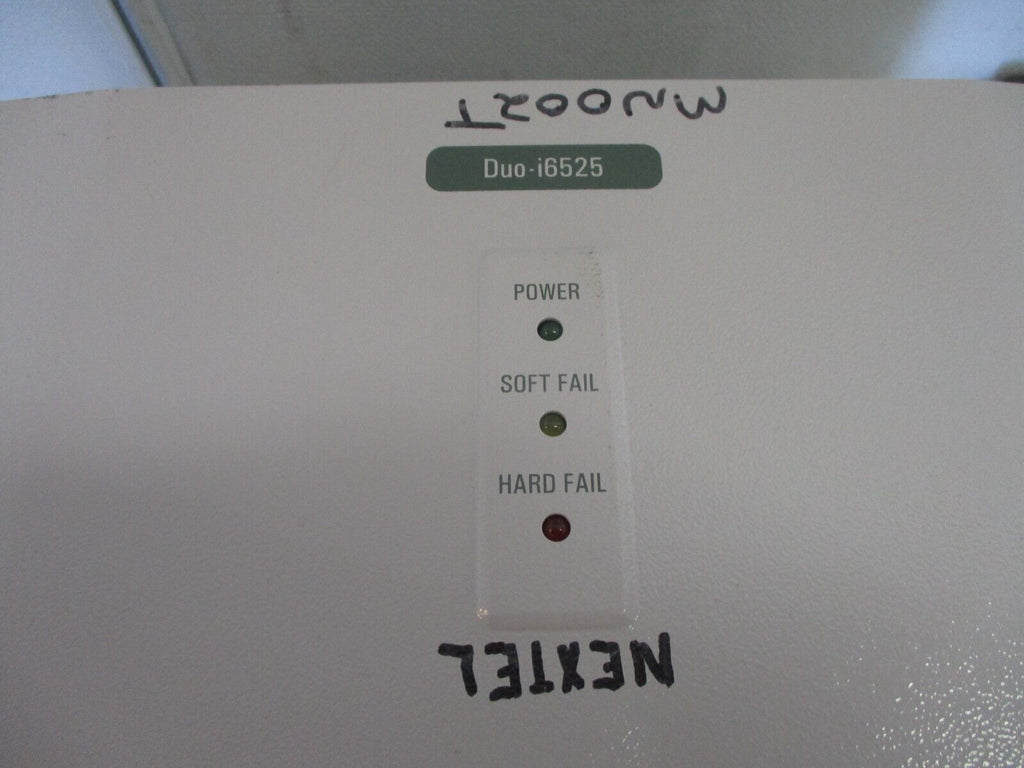 MN002T
Duo-i6525
POWER
SOFT FAIL
HARD FAIL
NEXTEL